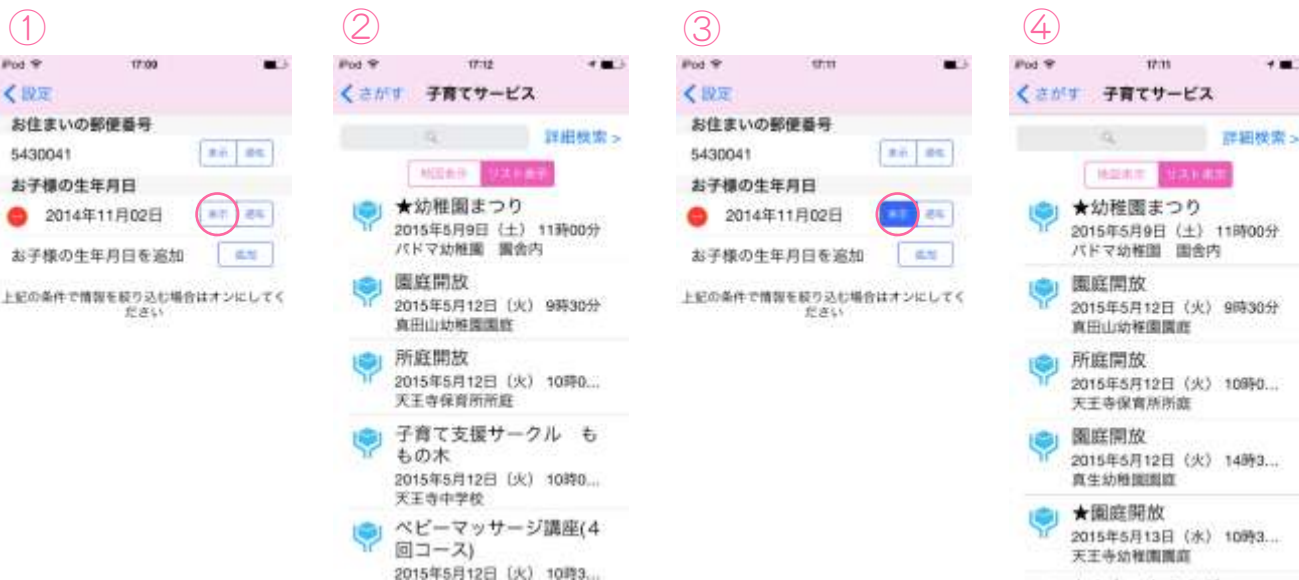 ①
iPod 17:09
設定
お住まいの郵便番号
5430041 表示 通知
お子様の生年月日
2014年11月02日 表示 通知
お子様の生年月日を追加 追加
上記の条件で情報を絞り込む場合はオンにしてく
ださい
②
iPod 17:12
さがす 子育てサービス
詳細検索 >
地図表示 リスト表示
★幼稚園まつり
2015年5月9日（土） 11時00分
パドマ幼稚園 園舎内
園庭開放
2015年5月12日（火） 9時30分
真田山幼稚園園庭
所庭開放
2015年5月12日（火） 10時0...
天王寺保育所所庭
子育て支援サークル も
もの木
2015年5月12日（火） 10時0...
天王寺中学校
ベビーマッサージ講座(4
回コース)
2015年5月12日（火） 10時3...
③
iPod 17:11
設定
お住まいの郵便番号
5430041 表示 通知
お子様の生年月日
2014年11月02日 表示 通知
お子様の生年月日を追加 追加
上記の条件で情報を絞り込む場合はオンにしてく
ださい
④
iPod 17:11
さがす 子育てサービス
詳細検索 >
地図表示 リスト表示
★幼稚園まつり
2015年5月9日（土） 11時00分
パドマ幼稚園 園舎内
園庭開放
2015年5月12日（火） 9時30分
真田山幼稚園園庭
所庭開放
2015年5月12日（火） 10時0...
天王寺保育所所庭
園庭開放
2015年5月12日（火） 14時3...
真生幼稚園園庭
★園庭開放
2015年5月13日（水） 10時3...
天王寺幼稚園園庭